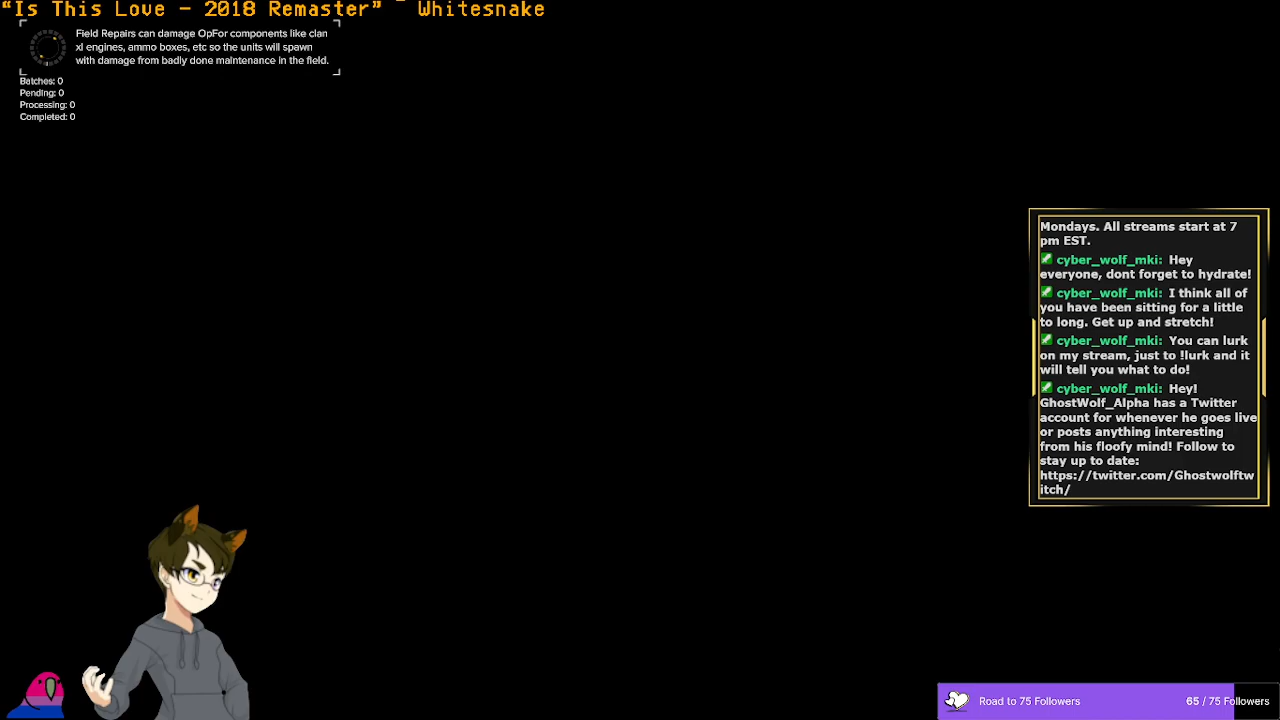 “Is This Love - 2018 Remaster” ~ Whitesnake
Field Repairs can damage OpFor components like clan
xl engines, ammo boxes, etc so the units will spawn
with damage from badly done maintenance in the field.
Batches: 0
Pending: 0
Processing: 0
Completed: 0
Mondays. All streams start at 7
pm EST.
cyber_wolf_mki: Hey
everyone, dont forget to hydrate!
cyber_wolf_mki: I think all of
you have been sitting for a little
to long. Get up and stretch!
cyber_wolf_mki: You can lurk
on my stream, just to !lurk and it
will tell you what to do!
cyber_wolf_mki: Hey!
GhostWolf_Alpha has a Twitter
account for whenever he goes live
or posts anything interesting
from his floofy mind! Follow to
stay up to date:
https://twitter.com/Ghostwolftw
itch/
Road to 75 Followers 65 / 75 Followers